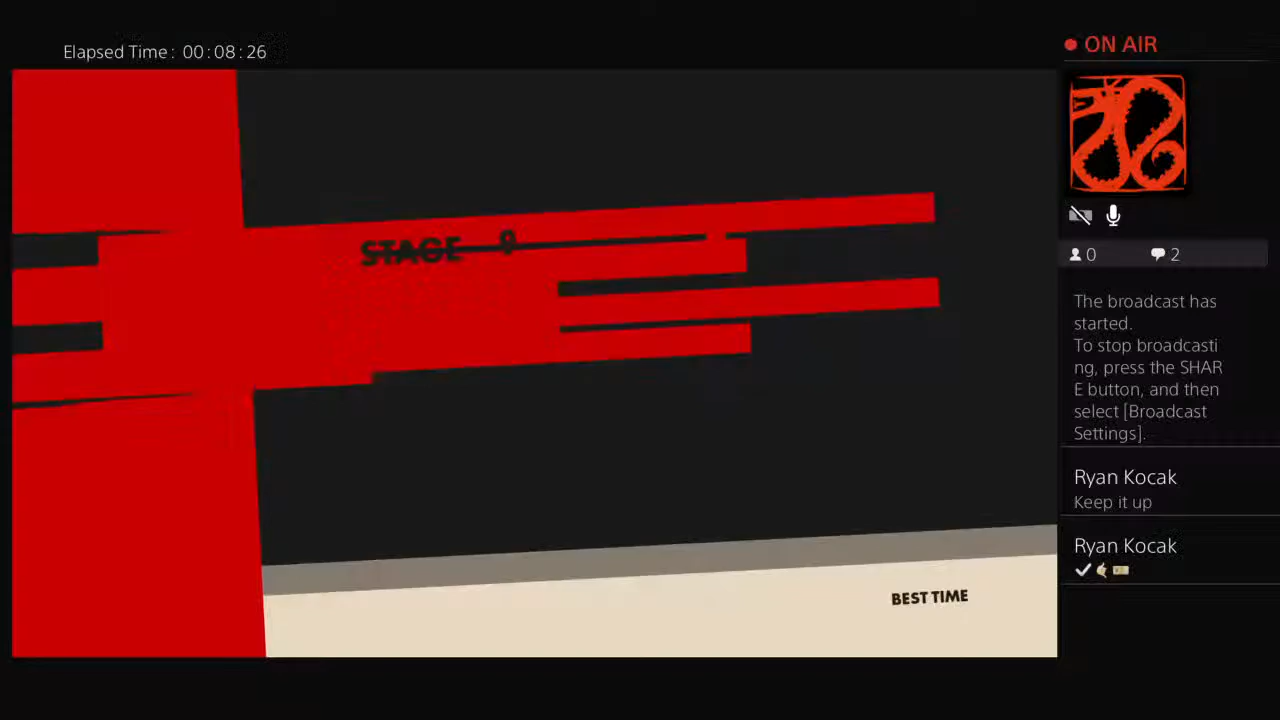 Elapsed Time: 00:08:26
ON AIR
0 2
STAGE 9
The broadcast has
started.
To stop broadcasti
ng, press the SHAR
E button, and then
select [Broadcast
Settings].
Ryan Kocak
Keep it up
Ryan Kocak
BEST TIME